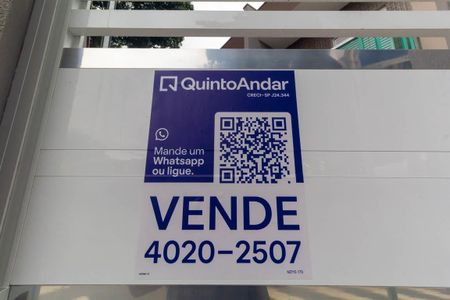 QuintoAndar
CRECI-SP J24.344
Mande um
Whatsapp
ou ligue.
VENDE
4020-2507